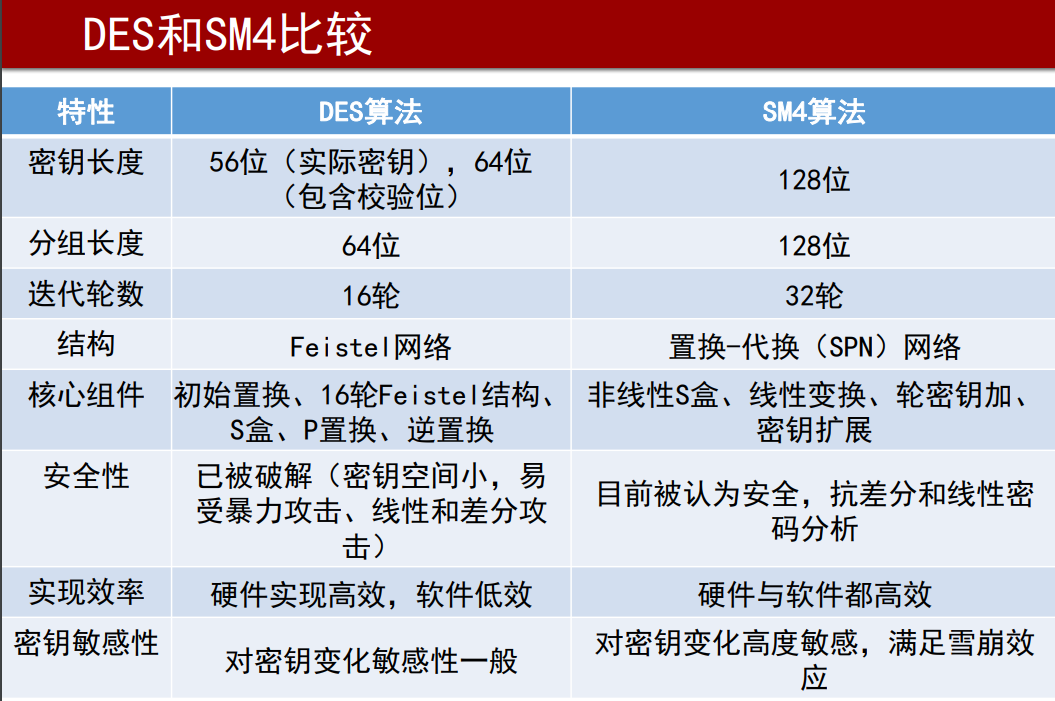 DES和SM4比较
特性
DES算法
SM4算法
密钥长度
56位（实际密钥），64位
（包含校验位）
128位
分组长度
64位
128位
迭代轮数
16轮
32轮
结构
Feistel网络
置换-代换（SPN）网络
核心组件
初始置换、16轮Feistel结构、
S盒、P置换、逆置换
非线性S盒、线性变换、轮密钥加、
密钥扩展
安全性
已被破解（密钥空间小，易
受暴力攻击、线性和差分攻
击）
目前被认为安全，抗差分和线性密
码分析
实现效率
硬件实现高效，软件低效
硬件与软件都高效
密钥敏感性
对密钥变化敏感性一般
对密钥变化高度敏感，满足雪崩效
应